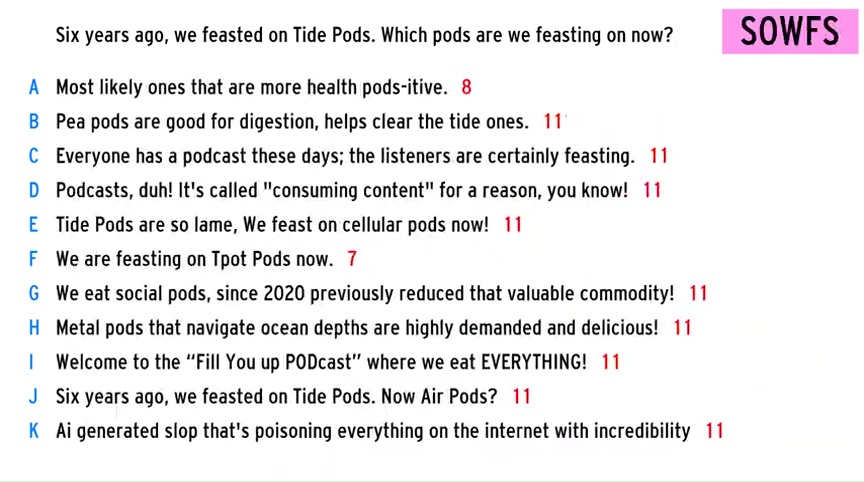 Six years ago, we feasted on Tide Pods. Which pods are we feasting on now?
SOWFS
A Most likely ones that are more health pods-itive. 8
B Pea pods are good for digestion, helps clear the tide ones. 11
C Everyone has a podcast these days; the listeners are certainly feasting. 11
D Podcasts, duh! It's called "consuming content" for a reason, you know! 11
E Tide Pods are so lame, We feast on cellular pods now! 11
F We are feasting on Tpot Pods now. 7
G We eat social pods, since 2020 previously reduced that valuable commodity! 11
H Metal pods that navigate ocean depths are highly demanded and delicious! 11
I Welcome to the “Fill You up PODcast” where we eat EVERYTHING! 11
J Six years ago, we feasted on Tide Pods. Now Air Pods? 11
K Ai generated slop that's poisoning everything on the internet with incredibility 11